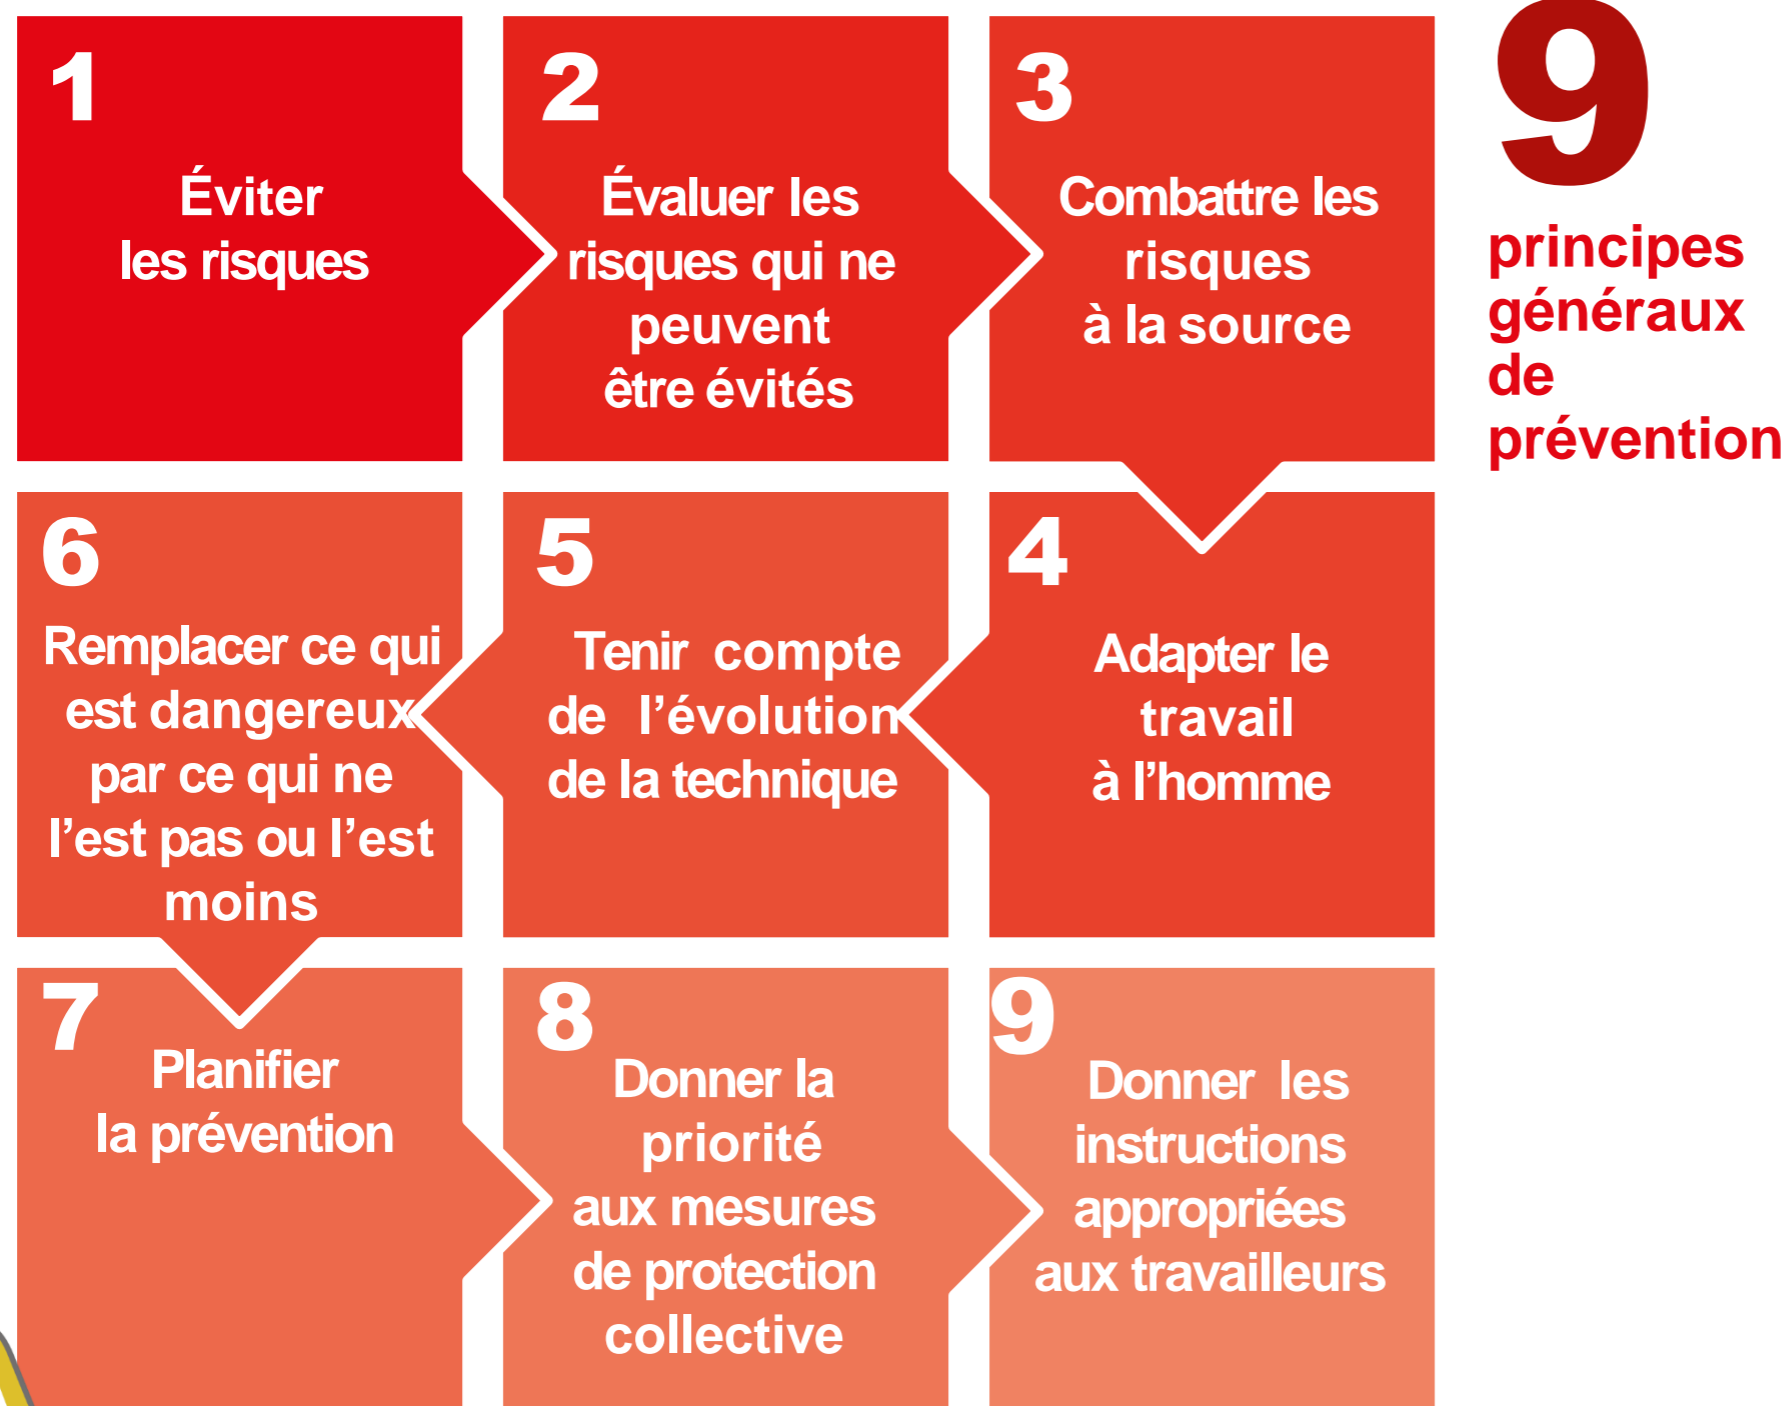 1
Éviter
les risques
2
Évaluer les
risques qui ne
peuvent
être évités
3
Combattre les
risques
à la source
9
principes
généraux
de
prévention
4
Adapter le
travail
à l’homme
5
Tenir compte
de l’évolution
de la technique
6
Remplacer ce qui
est dangereux
par ce qui ne
l’est pas ou l’est
moins
7
Planifier
la prévention
8
Donner la
priorité
aux mesures
de protection
collective
9
Donner les
instructions
appropriées
aux travailleurs